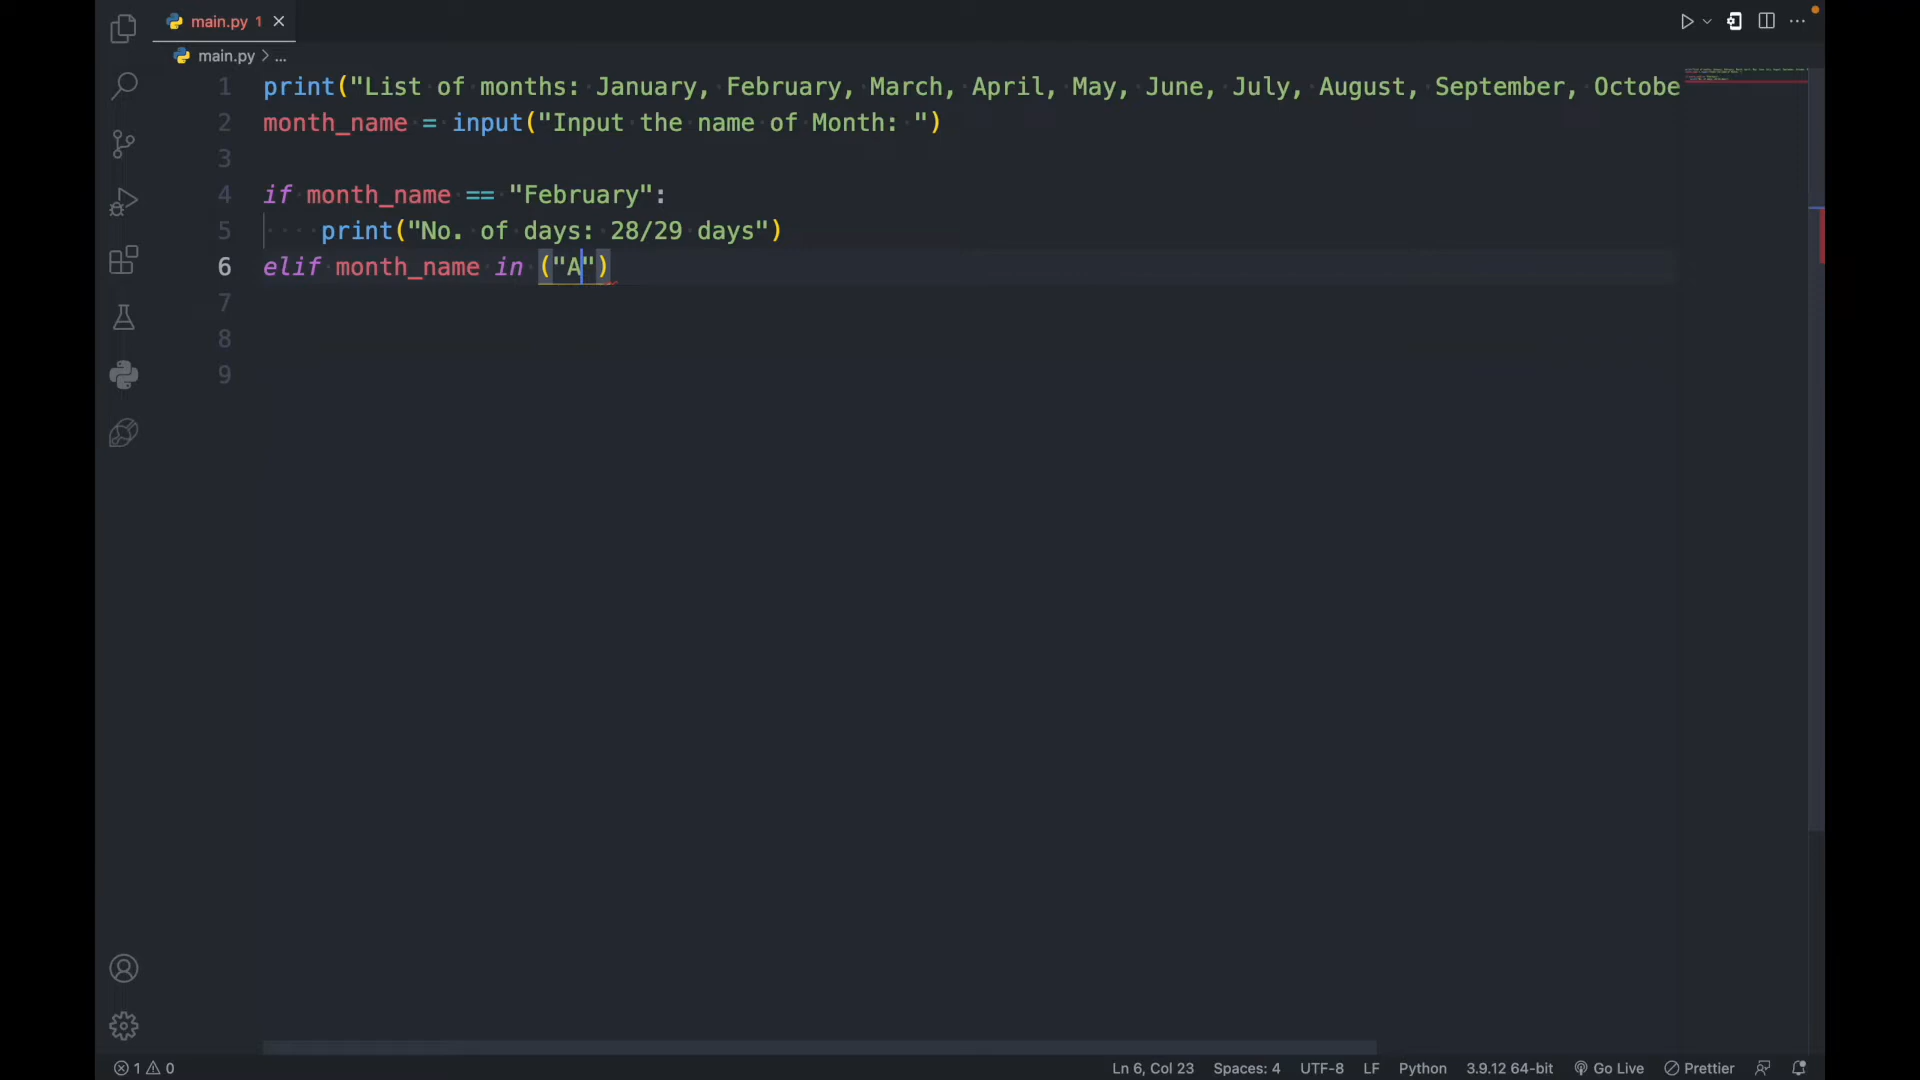 main.py 1
main.py > ...
1 print("List of months: January, February, March, April, May, June, July, August, September, Octobe
2 month_name = input("Input the name of Month: ")
3
4 if month_name == "February":
5     print("No. of days: 28/29 days")
6 elif month_name in ("A")
7
8
9
1 0 Ln 6, Col 23 Spaces: 4 UTF-8 LF Python 3.9.12 64-bit Go Live Prettier